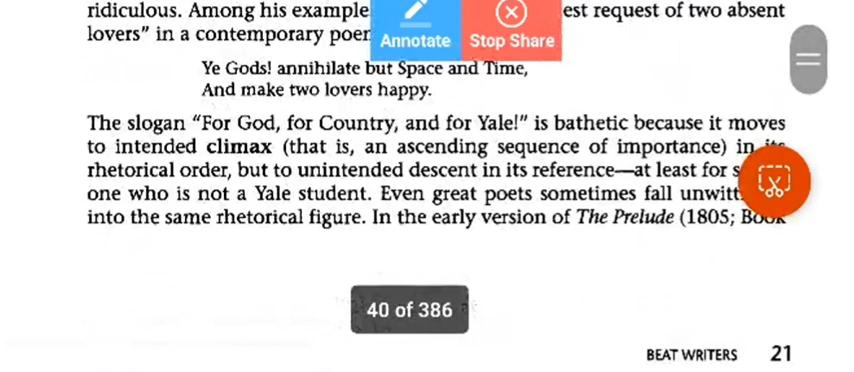 ridiculous. Among his example
est request of two absent
Annotate
Stop Share
lovers" in a contemporary poe
Ye Gods! annihilate but Space and Time,
And make two lovers happy.
The slogan "For God, for Country, and for Yale!" is bathetic because it moves
to intended climax (that is, an ascending sequence of importance) in its
rhetorical order, but to unintended descent in its reference—at least for
one who is not a Yale student. Even great poets sometimes fall unwitt
into the same rhetorical figure. In the early version of The Prelude (1805; Book
40 of 386
BEAT WRITERS 21